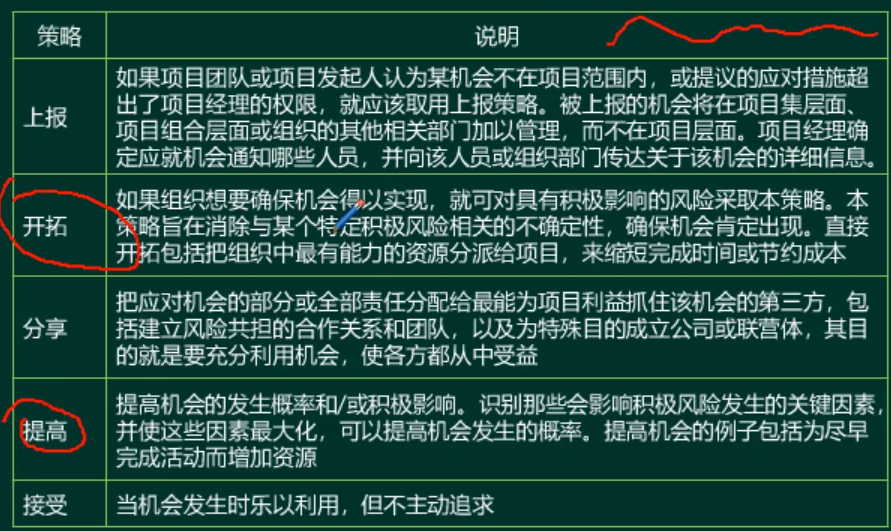 策略
说明
上报
如果项目团队或项目发起人认为某机会不在项目范围内，或提议的应对措施超
出了项目经理的权限，就应该取用上报策略。被上报的机会将在项目集层面、
项目组合层面或组织的其他相关部门加以管理，而不在项目层面。项目经理确
定应就机会通知哪些人员，并向该人员或组织部门传达关于该机会的详细信息。
开拓
如果组织想要确保机会得以实现，就可对具有积极影响的风险采取本策略。本
策略旨在消除与某个特定积极风险相关的不确定性，确保机会肯定出现。直接
开拓包括把组织中最有能力的资源分派给项目，来缩短完成时间或节约成本
分享
把应对机会的部分或全部责任分配给最能为项目利益抓住该机会的第三方，包
括建立风险共担的合作关系和团队，以及为特殊目的成立公司或联营体，其目
的就是要充分利用机会，使各方都从中受益
提高
提高机会的发生概率和/或积极影响。识别那些会影响积极风险发生的关键因素，
并使这些因素最大化，可以提高机会发生的概率。提高机会的例子包括为尽早
完成活动而增加资源
接受
当机会发生时乐以利用，但不主动追求